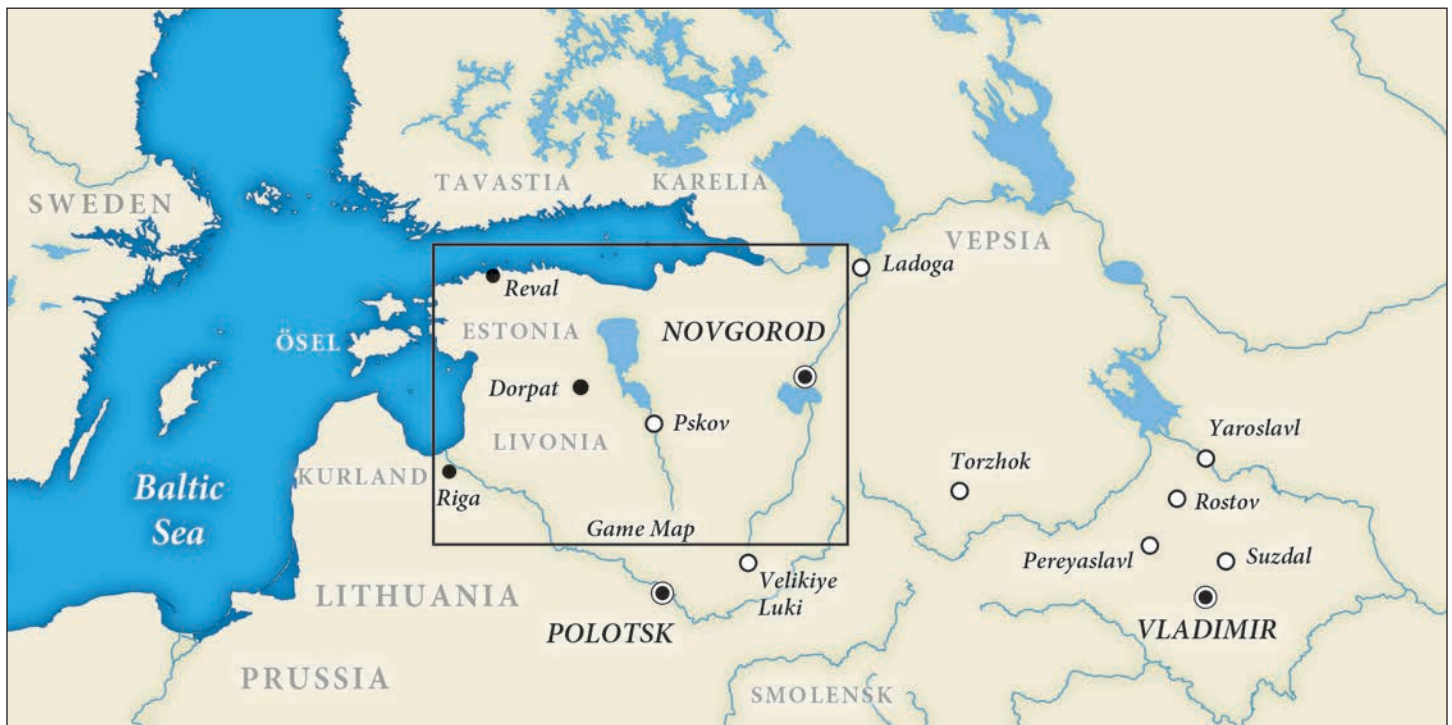 TAVASTIA
KARELIA
SWEDEN
VEPSIA
Ladoga
Reval
ESTONIA
NOVGOROD
ÖSEL
Dorpat
Pskov
LIVONIA
Yaroslavl
KURLAND
Torzhok
Baltic
Sea
Riga
Rostov
Game Map
Pereyaslavl
Suzdal
Velikiye
Luki
LITHUANIA
POLOTSK
VLADIMIR
PRUSSIA
SMOLENSK